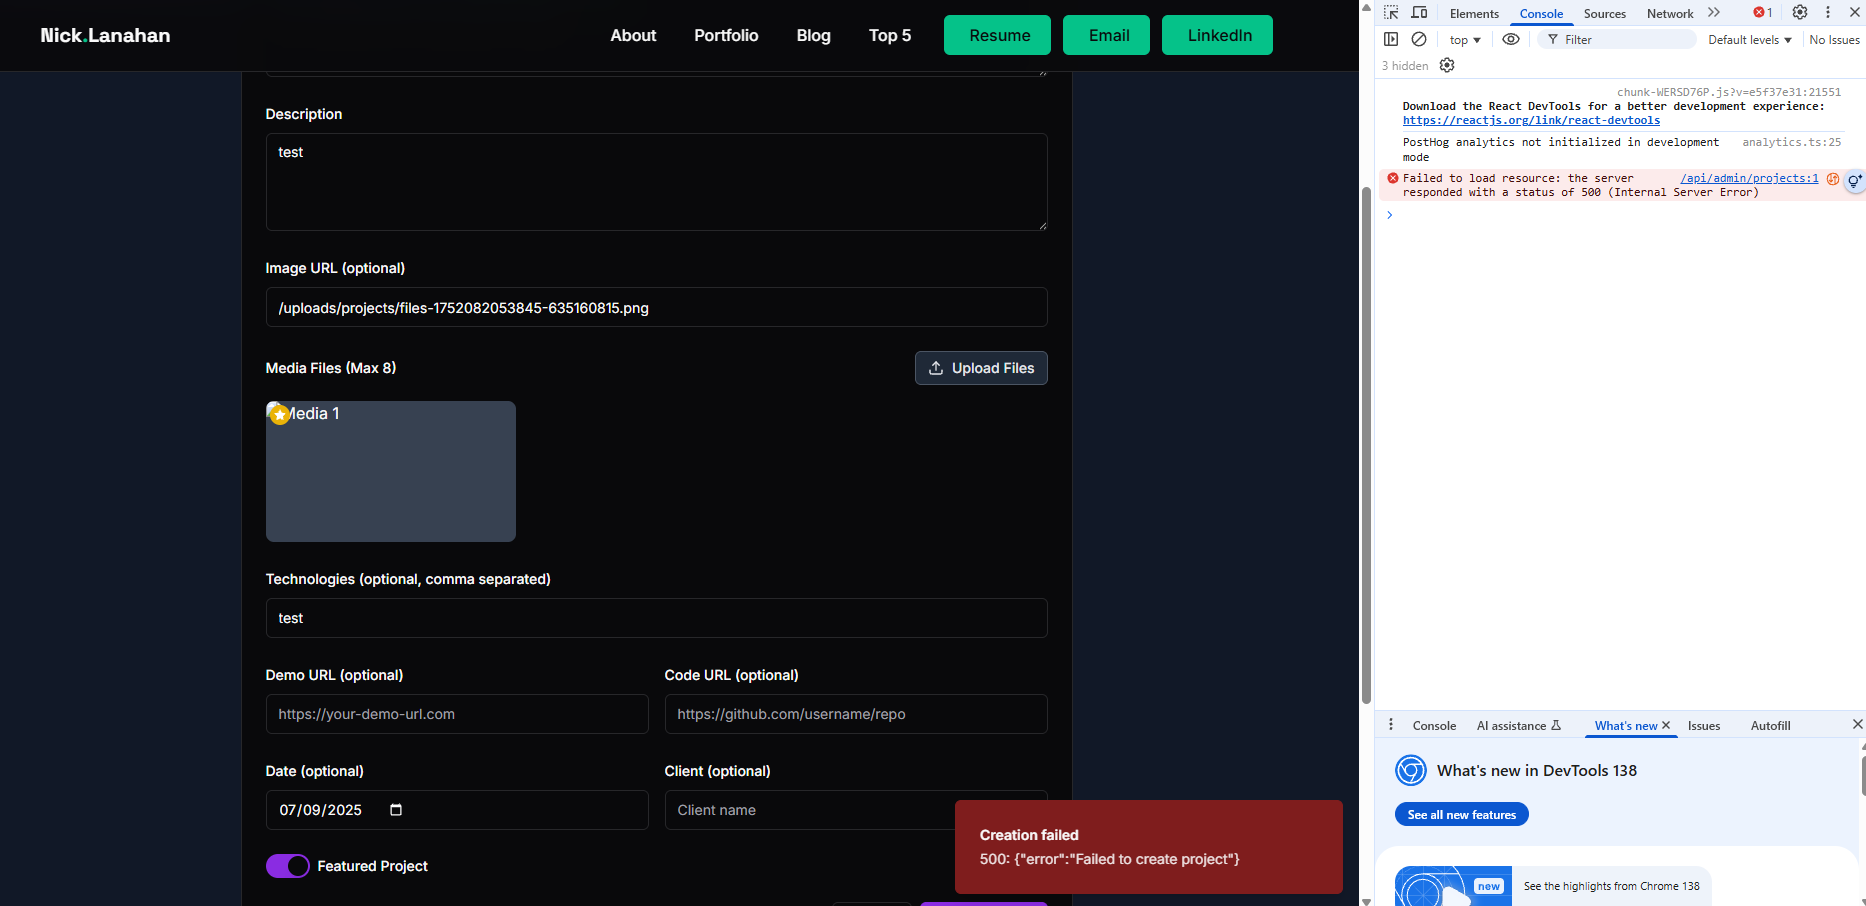 Nick.Lanahan
About
Portfolio
Blog
Top 5
Resume
Email
LinkedIn
Description
test
Image URL (optional)
/uploads/projects/files-1752082053845-635160815.png
Media Files (Max 8)
Upload Files
Media 1
Technologies (optional, comma separated)
test
Demo URL (optional)
Code URL (optional)
https://your-demo-url.com
https://github.com/username/repo
Date (optional)
Client (optional)
07/09/2025
Client name
Featured Project
Creation failed
500: {"error":"Failed to create project"}
Elements
Console
Sources
Network
1
top
Filter
Default levels
No Issues
3 hidden
chunk-WERSD76P.js?v=e5f37e31:21551
Download the React DevTools for a better development experience:
https://reactjs.org/link/react-devtools
PostHog analytics not initialized in development
analytics.ts:25
mode
Failed to load resource: the server
/api/admin/projects:1
responded with a status of 500 (Internal Server Error)
Console
AI assistance
What's new
Issues
Autofill
What's new in DevTools 138
See all new features
new
See the highlights from Chrome 138